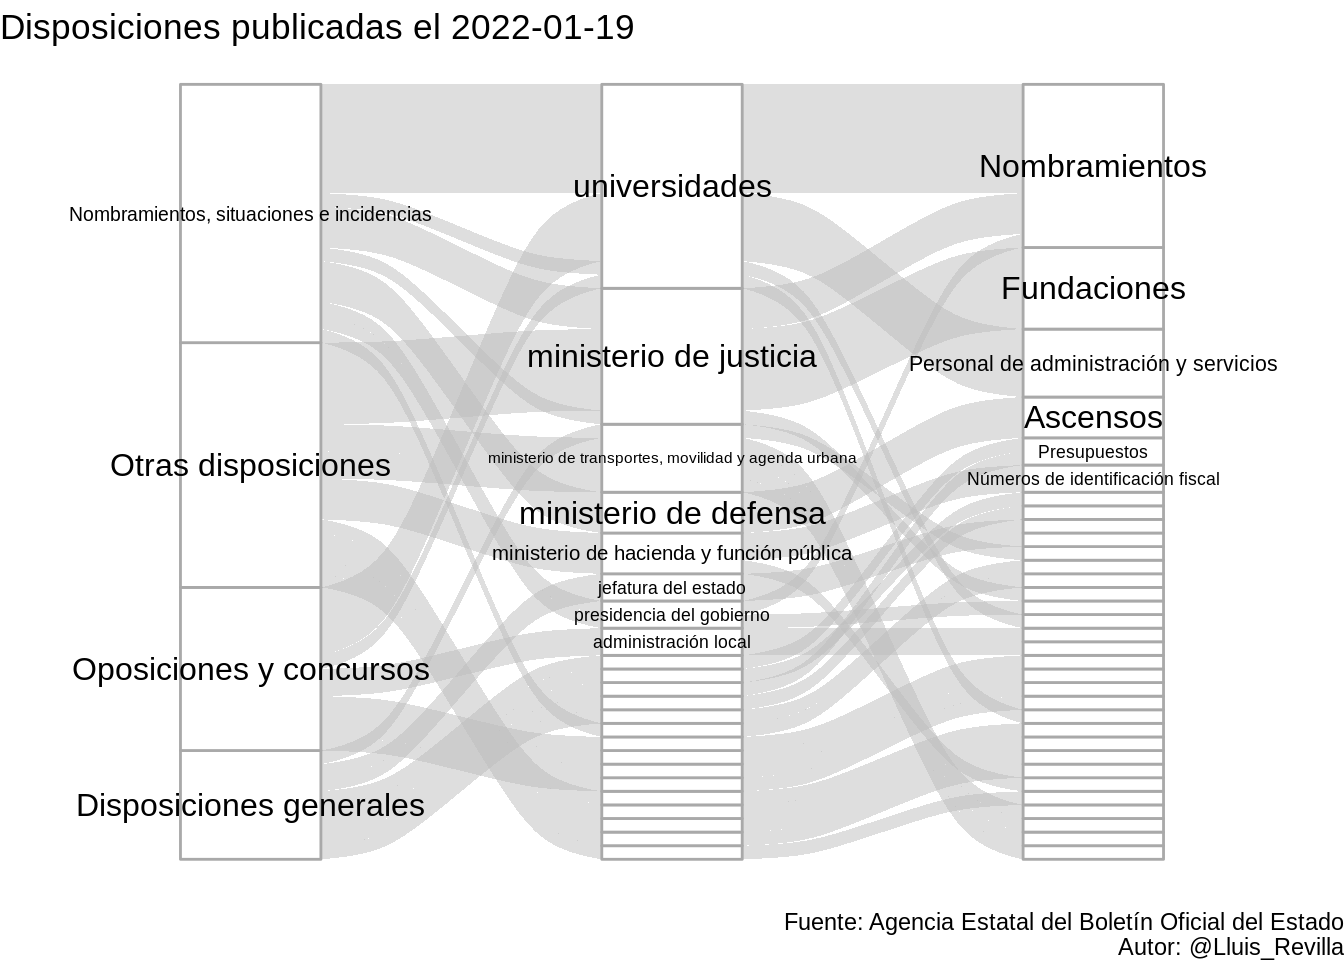 Disposiciones publicadas el 2022-01-19
Nombramientos, situaciones e incidencias
Otras disposiciones
Oposiciones y concursos
Disposiciones generales
universidades
ministerio de justicia
ministerio de transportes, movilidad y agenda urbana
ministerio de defensa
ministerio de hacienda y función pública
jefatura del estado
presidencia del gobierno
administración local
Nombramientos
Fundaciones
Personal de administración y servicios
Ascensos
Presupuestos
Números de identificación fiscal
Fuente: Agencia Estatal del Boletín Oficial del Estado
Autor: @Lluis_Revilla